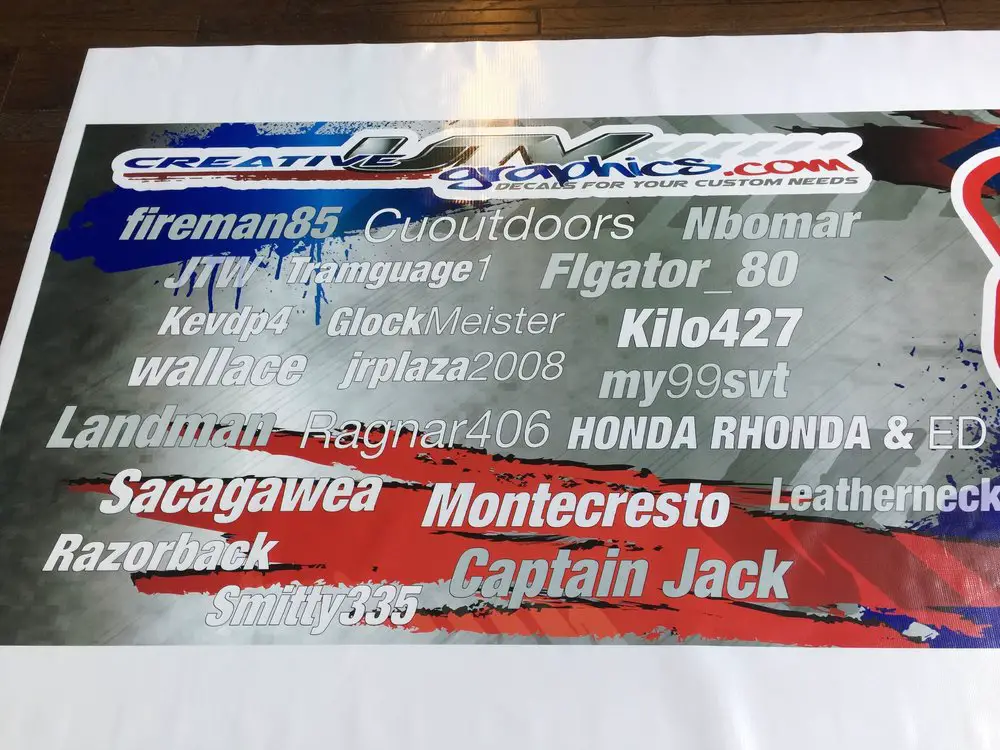 CREATIVE UTV graphics.com
DECALS FOR YOUR CUSTOM NEEDS
fireman85 Cuoutdoors Nbomar
JTW Tramguage1 Flgator_80
Kevdp4 GlockMeister Kilo427
wallace jrplaza2008 my99svt
Landman Ragnar406 HONDA RHONDA & ED
Sacagawea Montecresto Leatherneck
Razorback Captain Jack
Smitty335